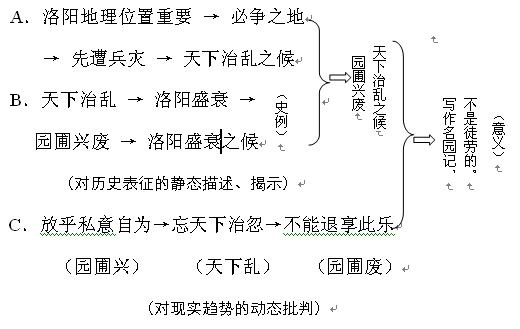 A．洛阳地理位置重要 → 必争之地
→ 先遭兵灾 → 天下治乱之候
B．天下治乱 → 洛阳盛衰 →
（史例）
园圃兴废 → 洛阳盛衰之候
（对历史表征的静态描述、揭示）
C．放乎私意自为→忘天下治忽→不能退享此乐
（园圃兴） （天下乱） （园圃废）
（对现实趋势的动态批判）
天下治乱之候
园圃兴废
（意义）
不是徒劳的。
写作名园记，